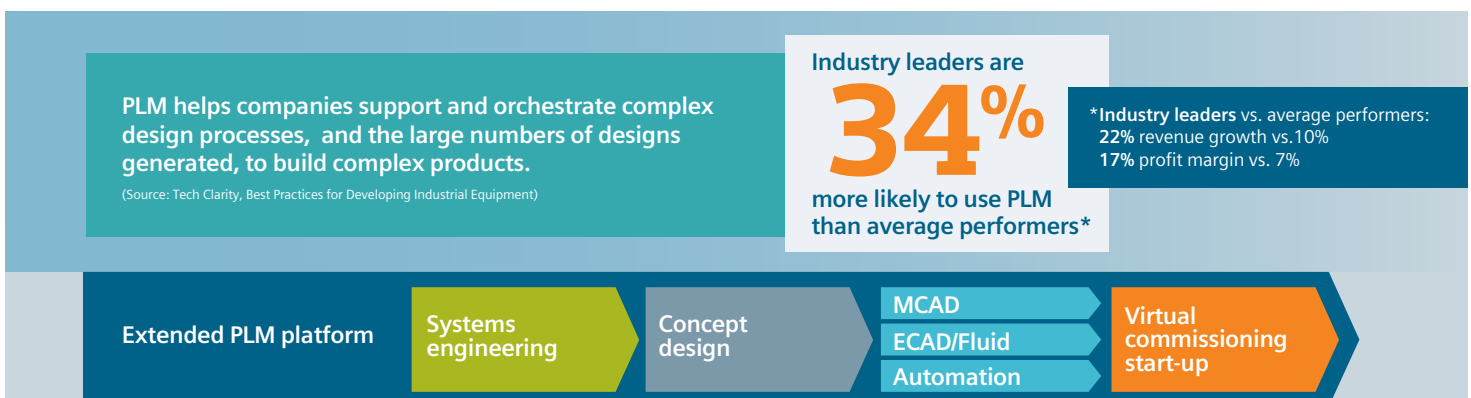 PLM helps companies support and orchestrate complex
design processes,  and the large numbers of designs
generated, to build complex products.
(Source: Tech Clarity, Best Practices for Developing Industrial Equipment)
Industry leaders are
34%
more likely to use PLM
than average performers*
*Industry leaders vs. average performers:
22% revenue growth vs.10%
17% profit margin vs. 7%
Extended PLM platform
Systems
engineering
Concept
design
MCAD
ECAD/Fluid
Automation
Virtual
commissioning
start-up